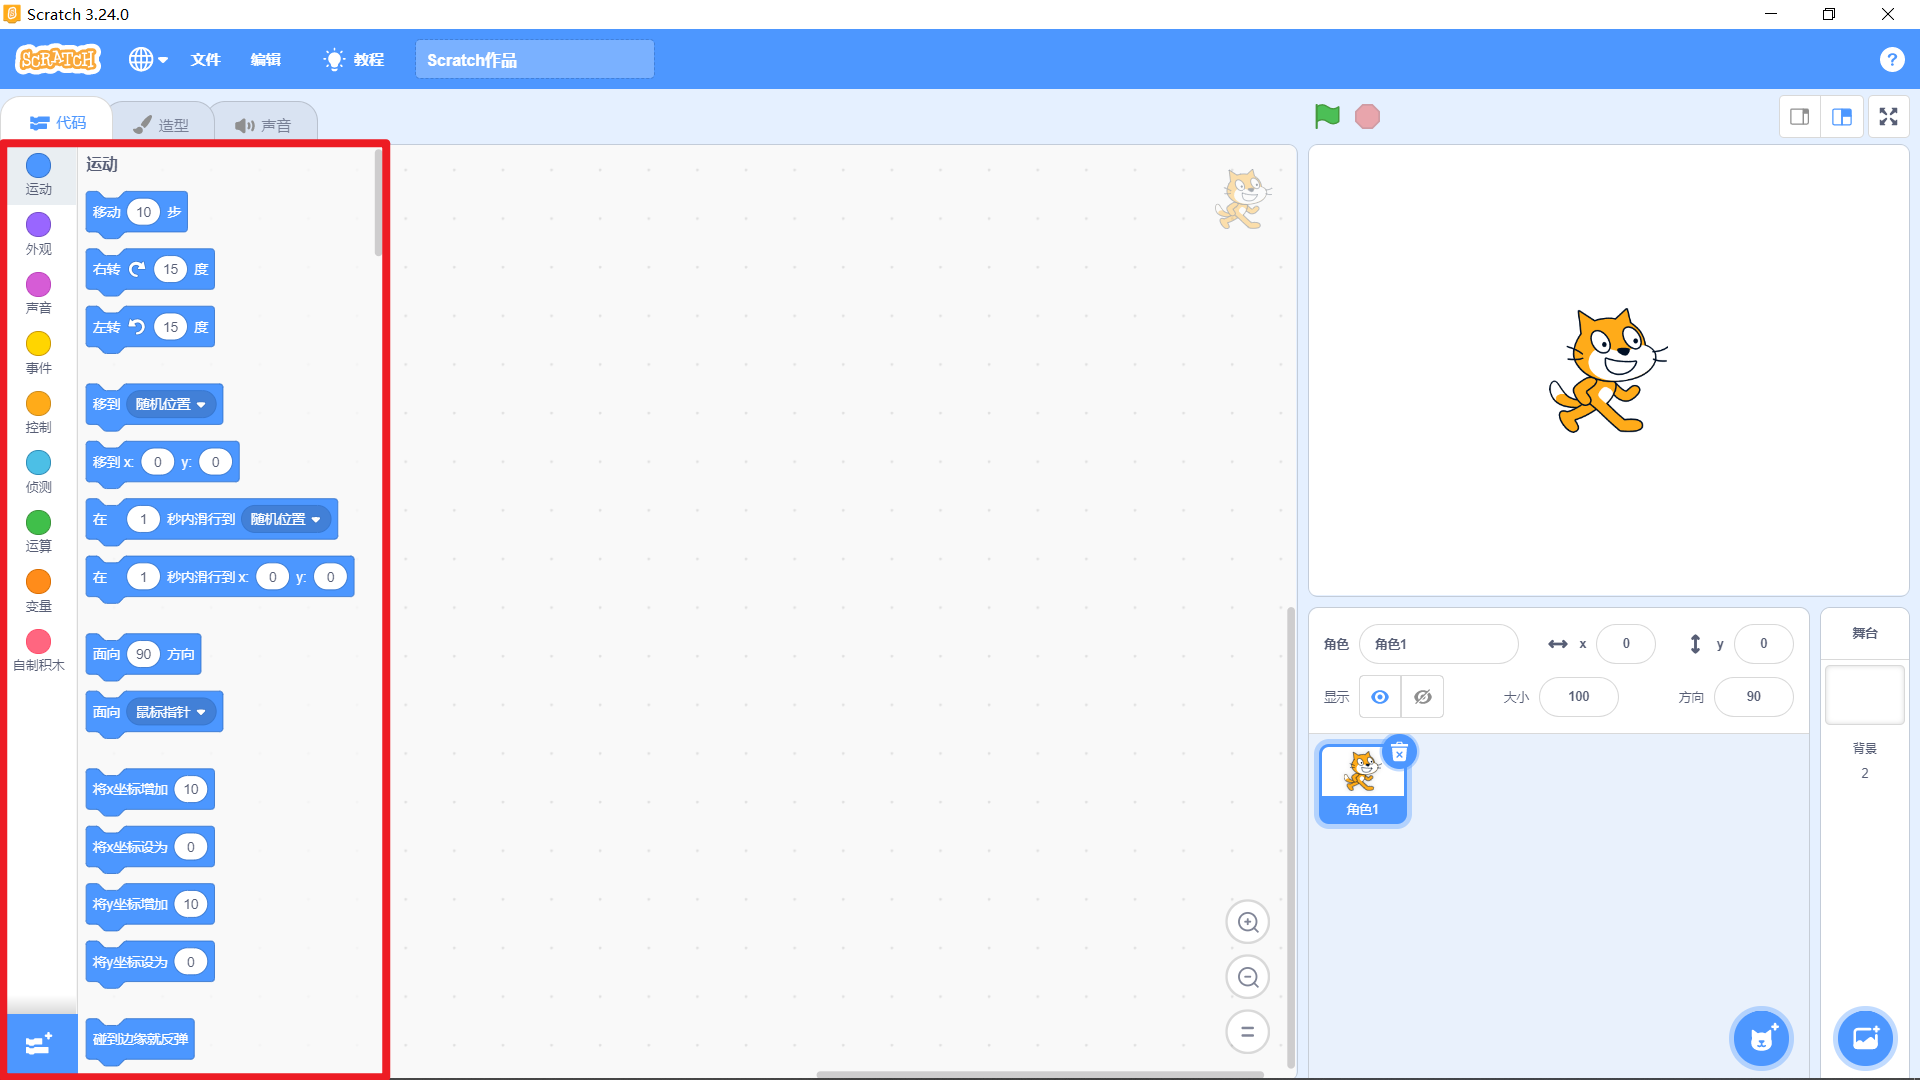 Scratch 3.24.0
SCRATCH 文件 编辑 教程 Scratch作品 ?
代码 造型 声音
运动
外观
声音
事件
控制
侦测
运算
变量
自制积木
运动
移动 10 步
右转 15 度
左转 15 度
移到 随机位置
移到 x: 0 y: 0
在 1 秒内滑行到 随机位置
在 1 秒内滑行到 x: 0 y: 0
面向 90 方向
面向 鼠标指针
将x坐标增加 10
将x坐标设为 0
将y坐标增加 10
将y坐标设为 0
碰到边缘就反弹
角色 角色1 x 0 y 0
显示 大小 100 方向 90
角色1
舞台
背景
2